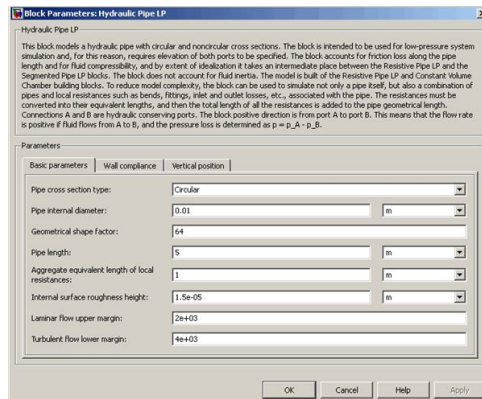 Block Parameters: Hydraulic Pipe LP
Hydraulic Pipe LP
This block models a hydraulic pipe with circular and noncircular cross sections. The block is intended to be used for low-pressure system
simulation and, for this reason, requires elevation of both ports to be specified. The block accounts for friction loss along the pipe
length and for fluid compressibility, and by extent of idealization it takes an intermediate place between the Resistive Pipe LP and the
Segmented Pipe LP blocks. The block does not account for fluid inertia. The model is built of the Resistive Pipe LP and Constant Volume
Chamber building blocks. To reduce model complexity, the block can be used to simulate not only a pipe itself, but also a combination of
pipes and local resistances such as bends, fittings, inlet and outlet losses, etc., associated with the pipe. The resistances must be
converted into their equivalent lengths, and then the total length of all the resistances is added to the pipe geometrical length.
Connections A and B are hydraulic conserving ports. The block positive direction is from port A to port B. This means that the flow rate
is positive if fluid flows from A to B, and the pressure loss is determined as p = p_A - p_B.
Parameters
Basic parameters Wall compliance Vertical position
Pipe cross section type: Circular
Pipe internal diameter: 0.01 m
Geometrical shape factor: 64
Pipe length: 5 m
Aggregate equivalent length of local
resistances: 1 m
Internal surface roughness height: 1.5e-05 m
Laminar flow upper margin: 2e+03
Turbulent flow lower margin: 4e+03
OK Cancel Help Apply